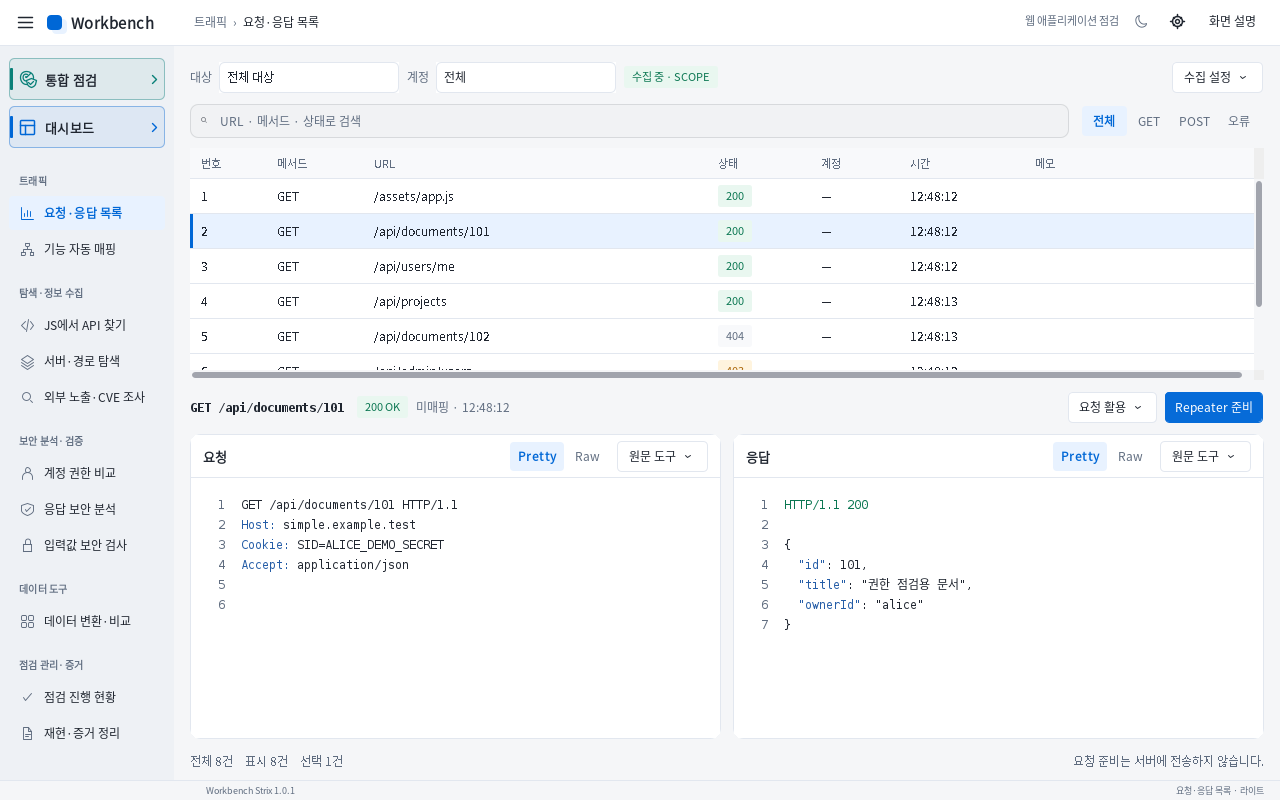 Workbench
트래픽 › 요청·응답 목록
웹 애플리케이션 점검
화면 설명
통합 점검
대시보드
트래픽
요청·응답 목록
기능 자동 매핑
탐색·정보 수집
JS에서 API 찾기
서버·경로 탐색
외부 노출·CVE 조사
보안 분석·검증
계정 권한 비교
응답 보안 분석
입력값 보안 검사
데이터 도구
데이터 변환·비교
점검 관리·증거
점검 진행 현황
재현·증거 정리
대상 전체 대상 계정 전체 수집 중 · SCOPE 수집 설정
URL · 메서드 · 상태로 검색 전체 GET POST 오류
번호 메서드 URL 상태 계정 시간 메모
1 GET /assets/app.js 200 — 12:48:12
2 GET /api/documents/101 200 — 12:48:12
3 GET /api/users/me 200 — 12:48:12
4 GET /api/projects 200 — 12:48:13
5 GET /api/documents/102 404 — 12:48:13
GET /api/documents/101 200 OK 미매핑 · 12:48:12 요청 활용 Repeater 준비
요청 Pretty Raw 원문 도구
1 GET /api/documents/101 HTTP/1.1
2 Host: simple.example.test
3 Cookie: SID=ALICE_DEMO_SECRET
4 Accept: application/json
5
6
응답 Pretty Raw 원문 도구
1 HTTP/1.1 200
2
3 {
4 "id": 101,
5 "title": "권한 점검용 문서",
6 "ownerId": "alice"
7 }
전체 8건 표시 8건 선택 1건
요청 준비는 서버에 전송하지 않습니다.
Workbench Strix 1.0.1
요청·응답 목록 · 라이트